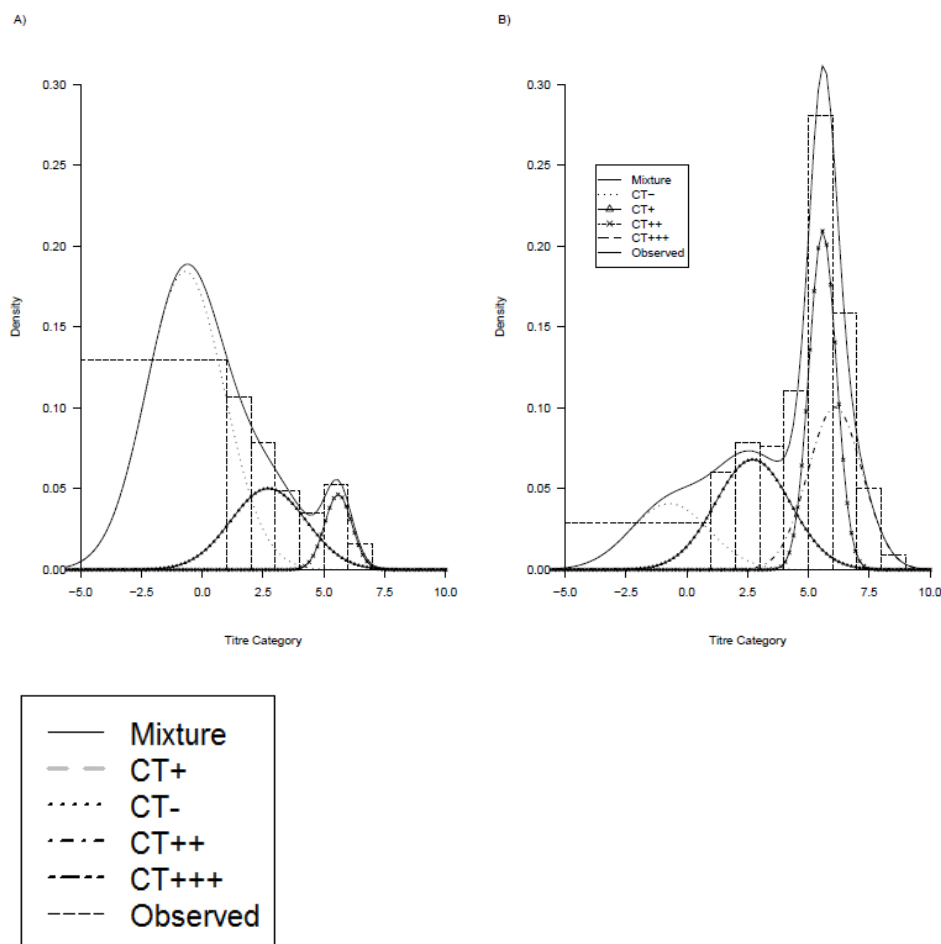 A)
B)
0.30
0.25
0.20
0.15
0.10
0.05
0.00
Density
−5.0 −2.5 0.0 2.5 5.0 7.5 10.0
Titre Category
0.30
0.25
0.20
0.15
0.10
0.05
0.00
Density
Mixture
CT−
CT+
CT++
CT+++
Observed
−5.0 −2.5 0.0 2.5 5.0 7.5 10.0
Titre Category
Mixture
CT+
CT-
CT++
CT+++
Observed